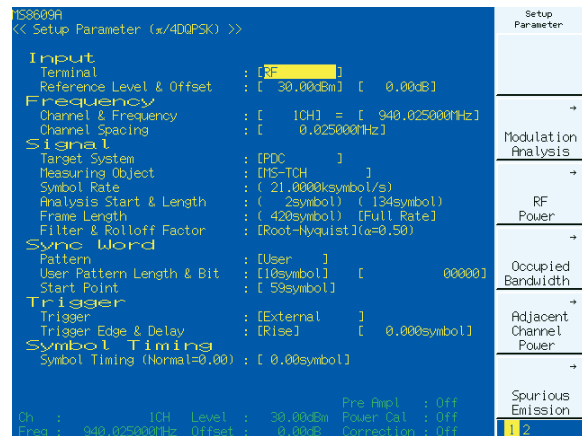 MS8609A
<< Setup Parameter (π/4DQPSK) >>
Input
Terminal : [RF ]
Reference Level & Offset : [ 30.00dBm] [ 0.00dB]
Frequency
Channel & Frequency : [ 1CH] = [ 940.025000MHz]
Channel Spacing : [ 0.025000MHz]
Signal
Target System : [PDC ]
Measuring Object : [MS-TCH ]
Symbol Rate : ( 21.0000ksymbol/s)
Analysis Start & Length : ( 2symbol) ( 134symbol)
Frame Length : ( 420symbol) [Full Rate]
Filter & Rolloff Factor : [Root-Nyquist](α=0.50)
Sync Word
Pattern : [User ]
User Pattern Length & Bit : [10symbol] [ 00000]
Start Point : [ 59symbol]
Trigger
Trigger : [External ]
Trigger Edge & Delay : [Rise] [ 0.000symbol]
Symbol Timing
Symbol Timing (Normal=0.00) : [ 0.00symbol]
Pre Ampl : Off
Ch : 1CH Level : 30.00dBm Power Cal : Off
Freq : 940.025000MHz Offset : 0.00dB Correction : Off
Setup
Parameter
→
Modulation
Analysis
→
RF
Power
→
Occupied
Bandwidth
→
Adjacent
Channel
Power
→
Spurious
Emission
1 2